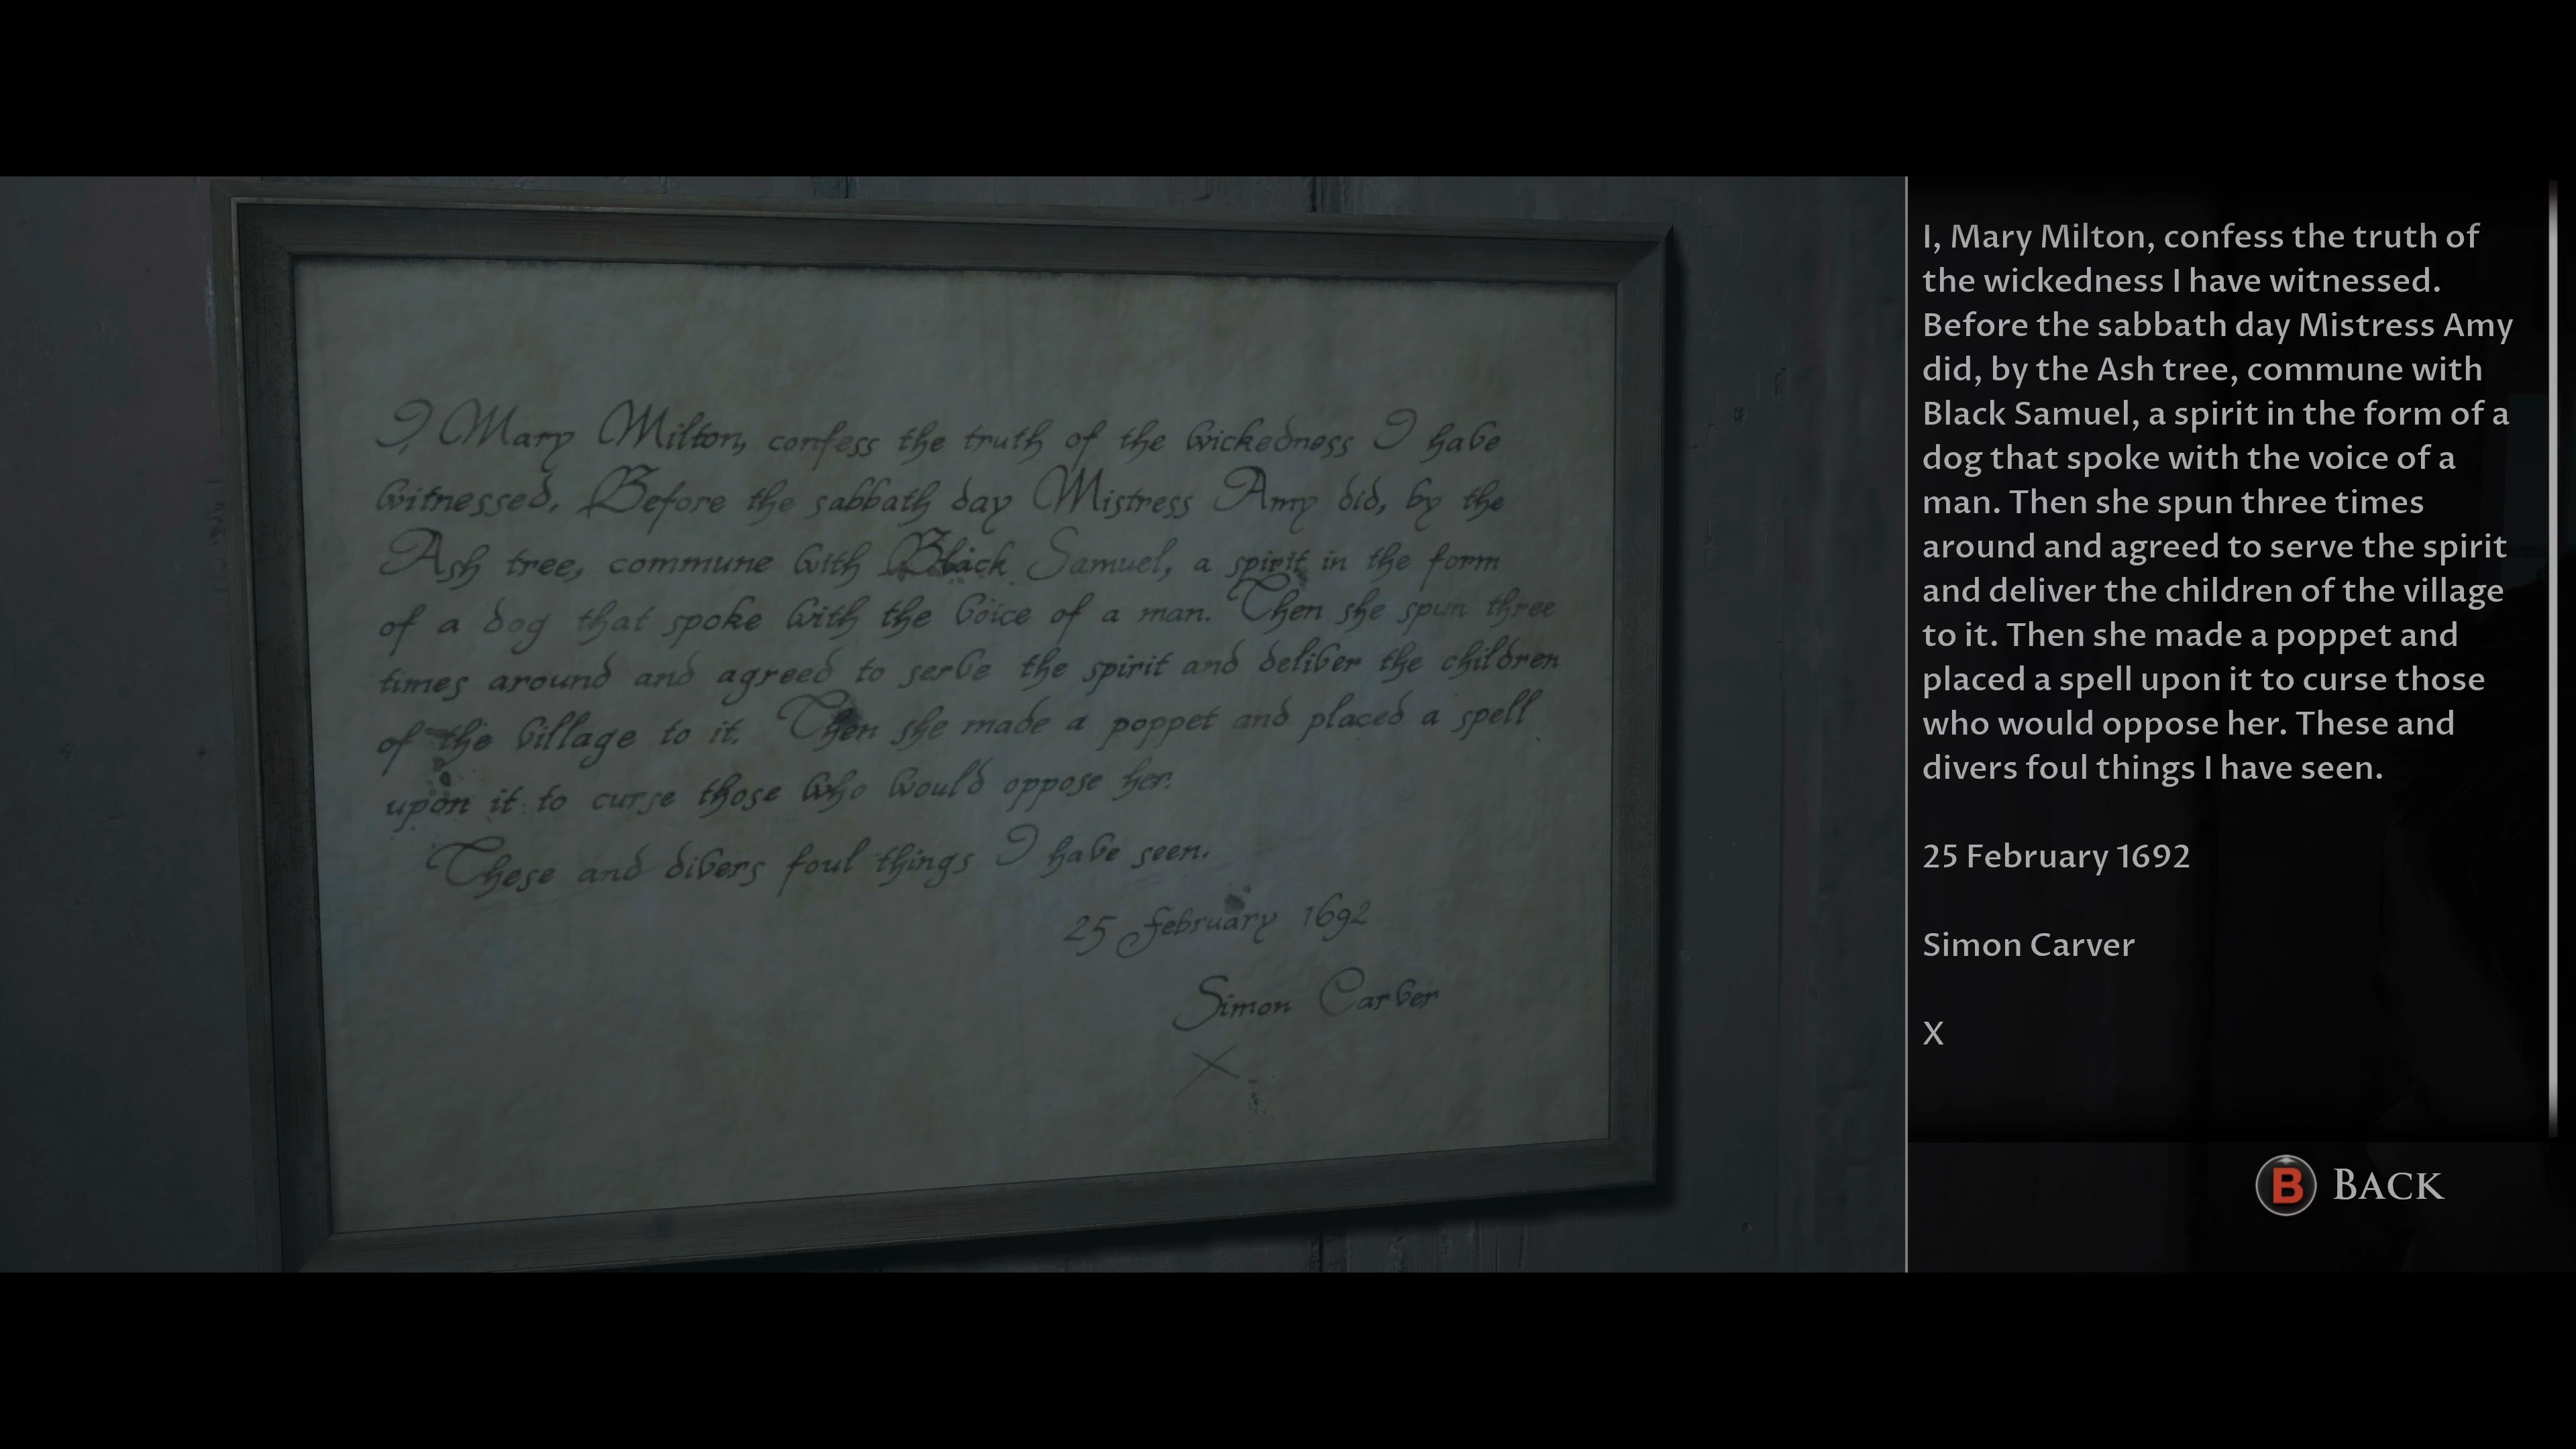 I, Mary Milton, confess the truth of the wickedness I have
witnessed. Before the sabbath day Mistress Amy did, by the
Ash tree, commune with Black Samuel, a spirit in the form
of a dog that spoke with the voice of a man. Then she spun three
times around and agreed to serve the spirit and deliver the children
of the village to it. Then she made a poppet and placed a spell
upon it to curse those who would oppose her.
These and divers foul things I have seen.
25 February 1692
Simon Carver
X
I, Mary Milton, confess the truth of
the wickedness I have witnessed.
Before the sabbath day Mistress Amy
did, by the Ash tree, commune with
Black Samuel, a spirit in the form of a
dog that spoke with the voice of a
man. Then she spun three times
around and agreed to serve the spirit
and deliver the children of the village
to it. Then she made a poppet and
placed a spell upon it to curse those
who would oppose her. These and
divers foul things I have seen.
25 February 1692
Simon Carver
X
B BACK